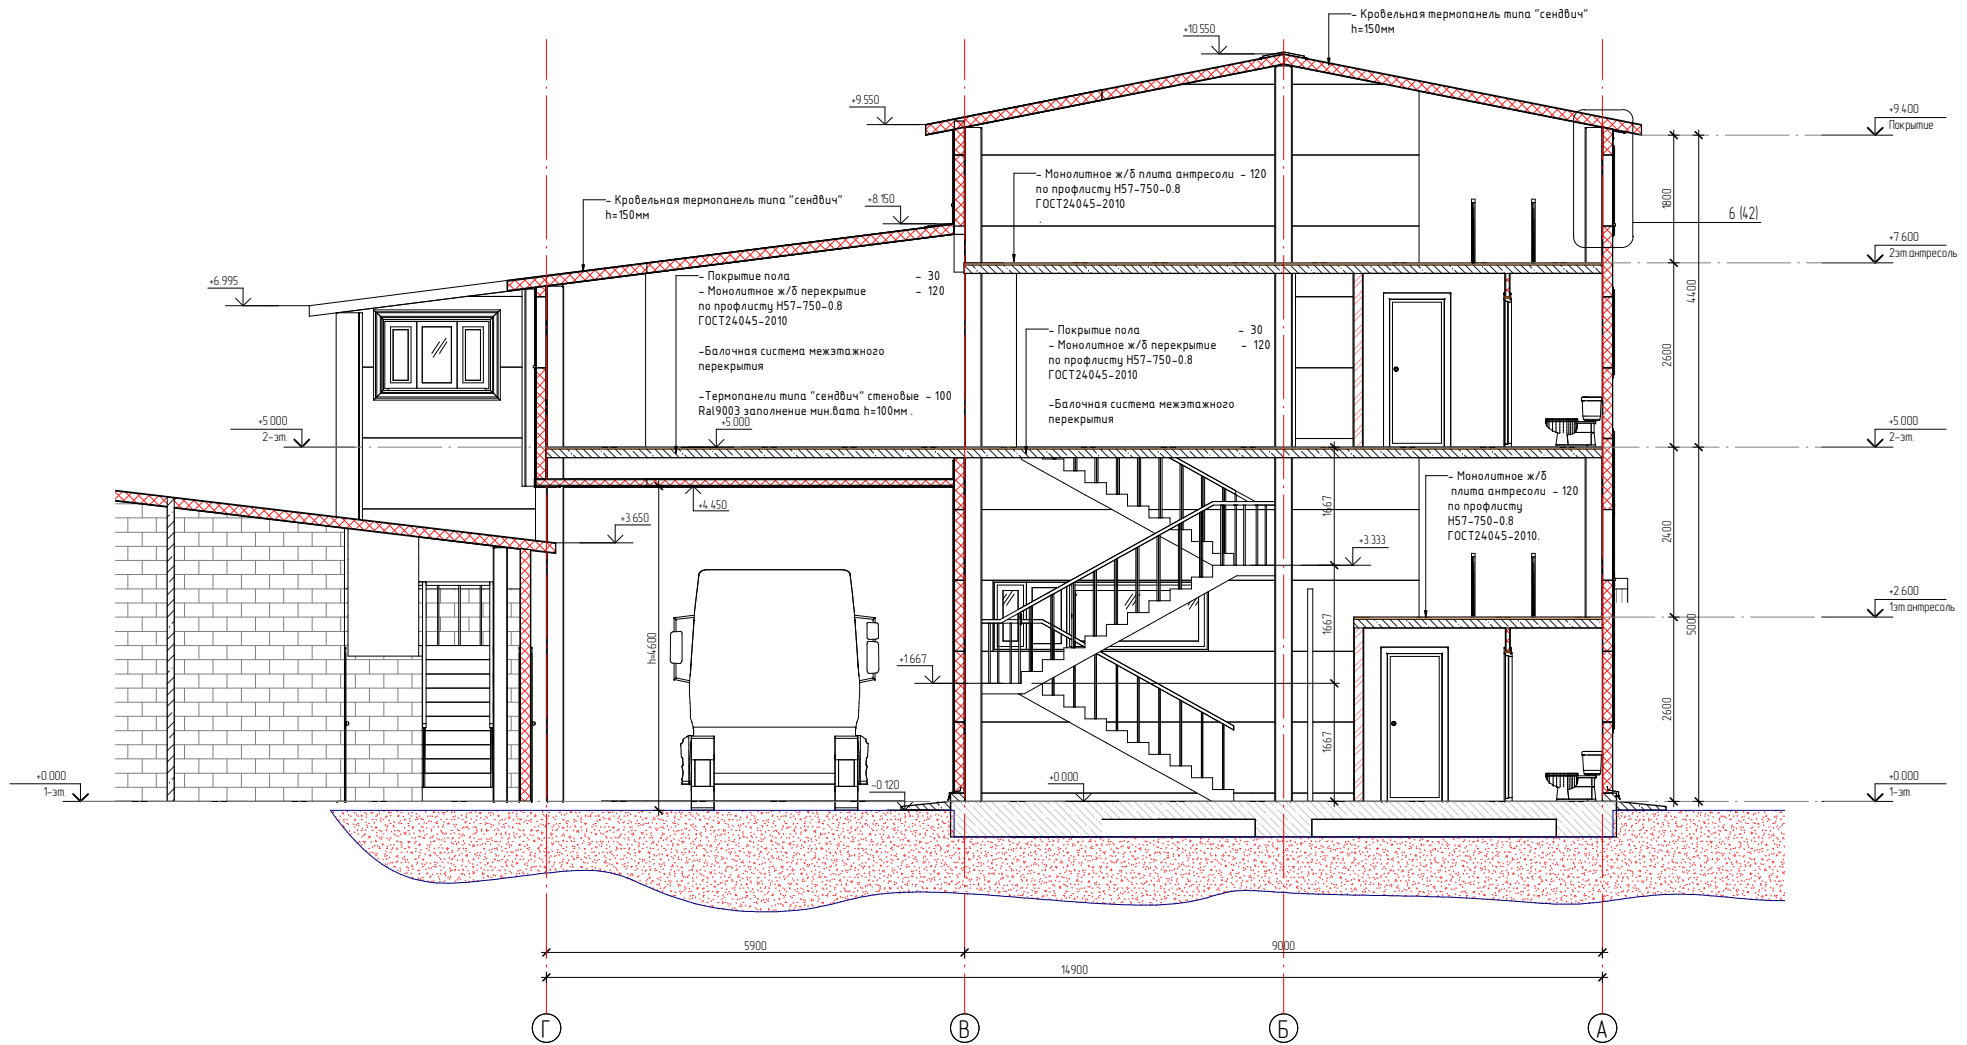 - Кровельная термопанель типа "сендвич"
h=150мм
+10.550
+9.550
+9.400
Покрытие
- Монолитное ж/б плита антресоли - 120
по профлисту Н57-750-0.8
ГОСТ24045-2010
.
- Кровельная термопанель типа "сендвич"
h=150мм
+8.150
1800
6 (42)
+7.600
2эт.антресоль
+6.995
- Покрытие пола - 30
- Монолитное ж/б перекрытие - 120
по профлисту Н57-750-0.8
ГОСТ24045-2010
-Балочная система межэтажного
перекрытия
-Термопанели типа "сендвич" стеновые - 100
Ral9003 заполнение мин.вата h=100мм .
- Покрытие пола - 30
- Монолитное ж/б перекрытие - 120
по профлисту Н57-750-0.8
ГОСТ24045-2010
-Балочная система межэтажного
перекрытия
4400
2600
+5.000
2-эт.
+5.000
+5.000
2-эт.
- Монолитное ж/б
плита антресоли - 120
по профлисту
Н57-750-0.8
ГОСТ24045-2010.
+4.450
+3.650
1667
+3.333
2400
+2.600
1эт.антресоль
h=4600
1667
5000
+1.667
2600
1667
+0.000
1-эт.
-0.120
+0.000
+0.000
1-эт.
5900
9000
14900
Г
В
Б
А